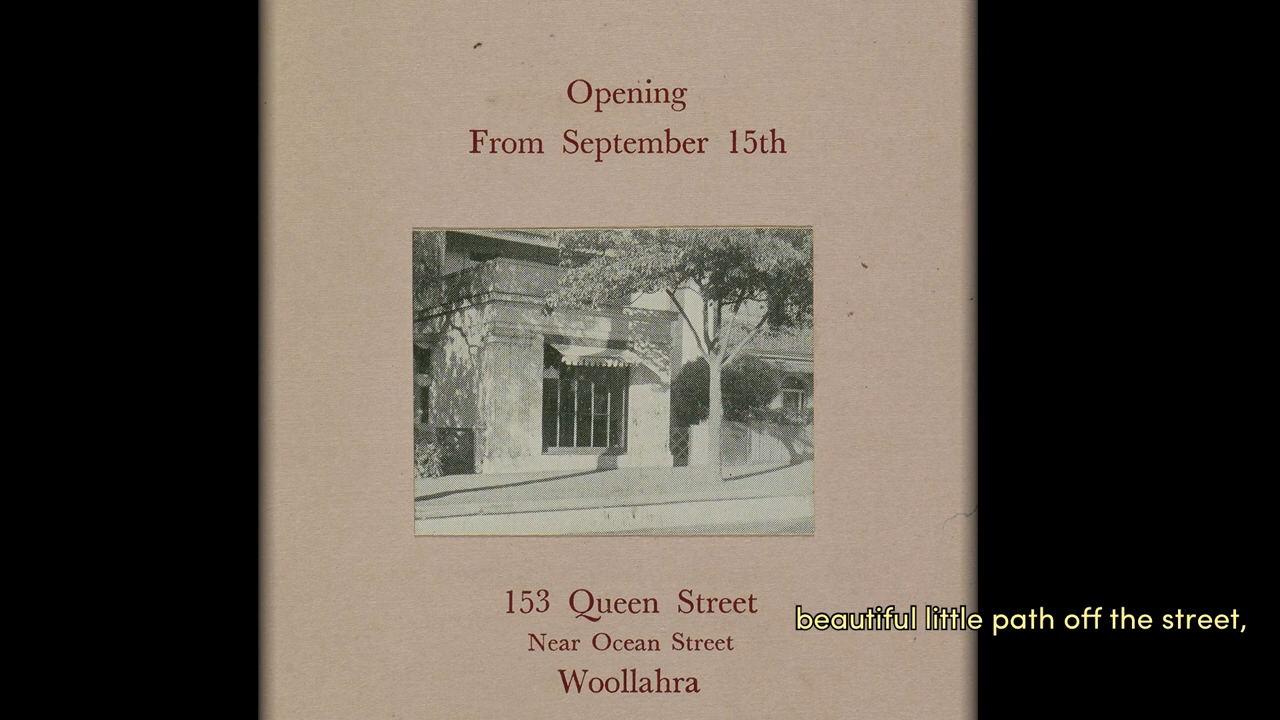 Opening
From September 15th
153 Queen Street
beautiful little path off the street,
Near Ocean Street
Woollahra